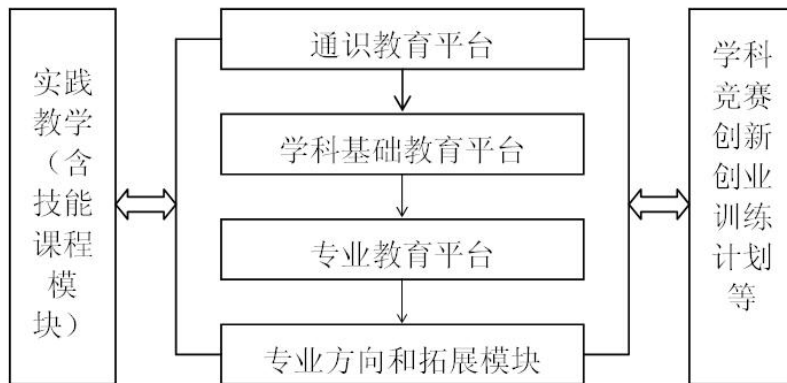 实践
教学
（含
技能
课程
模
块）
通识教育平台
学科基础教育平台
专业教育平台
专业方向和拓展模块
学科
竞赛
创新
创业
训练
计划
等